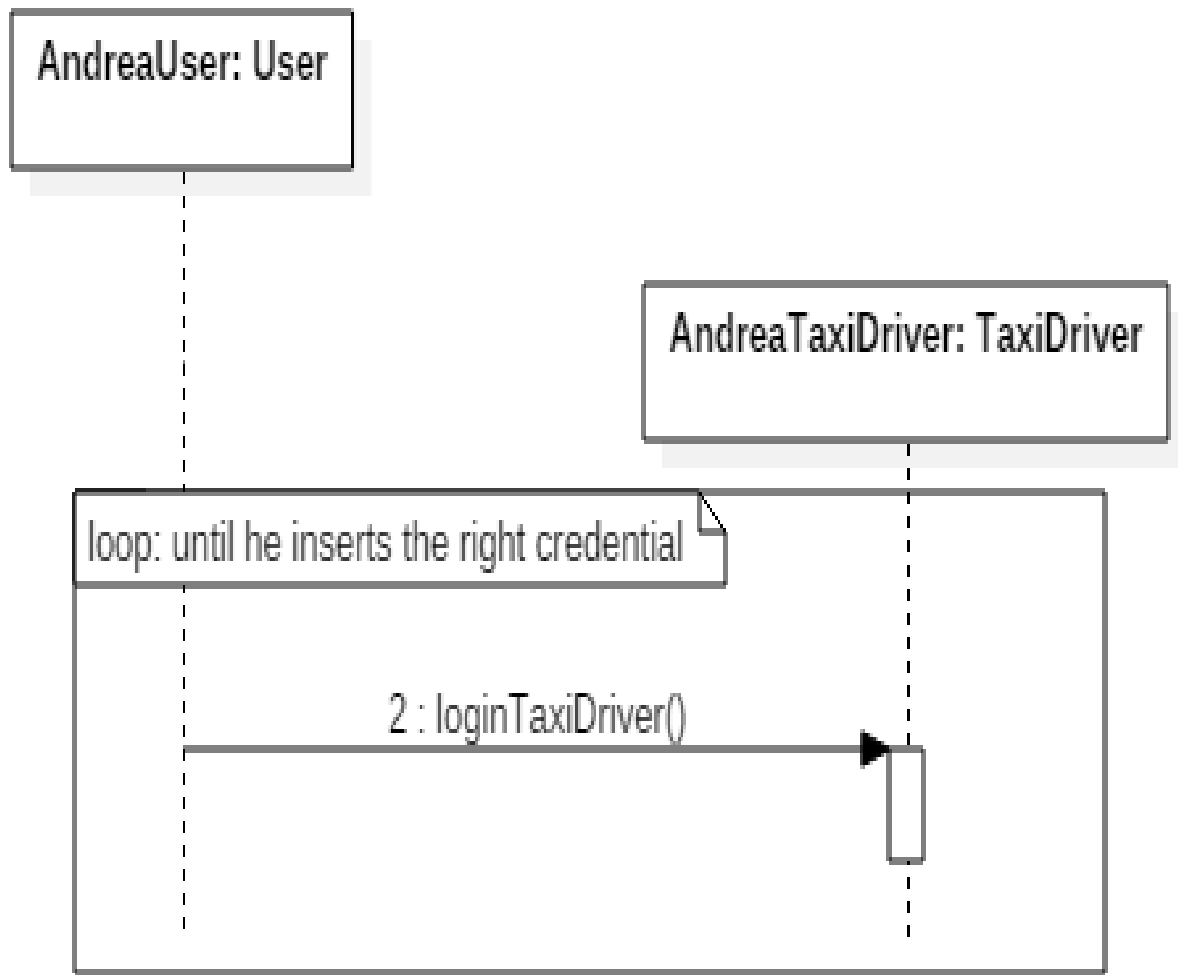 AndreaUser: User
AndreaTaxiDriver: TaxiDriver
loop: until he inserts the right credential
2 : loginTaxiDriver()